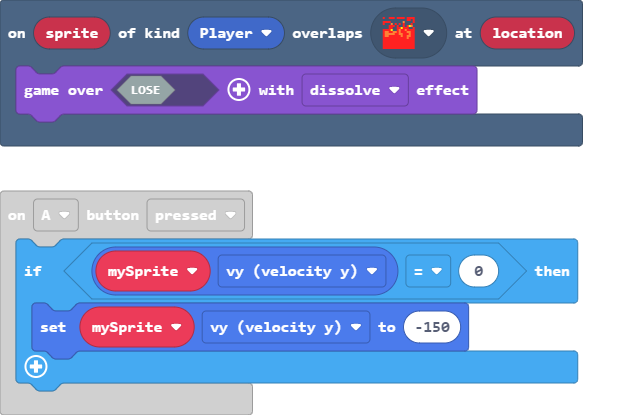 on sprite of kind Player overlaps at location
game over LOSE with dissolve effect
on A button pressed
if mySprite vy (velocity y) = 0 then
set mySprite vy (velocity y) to -150